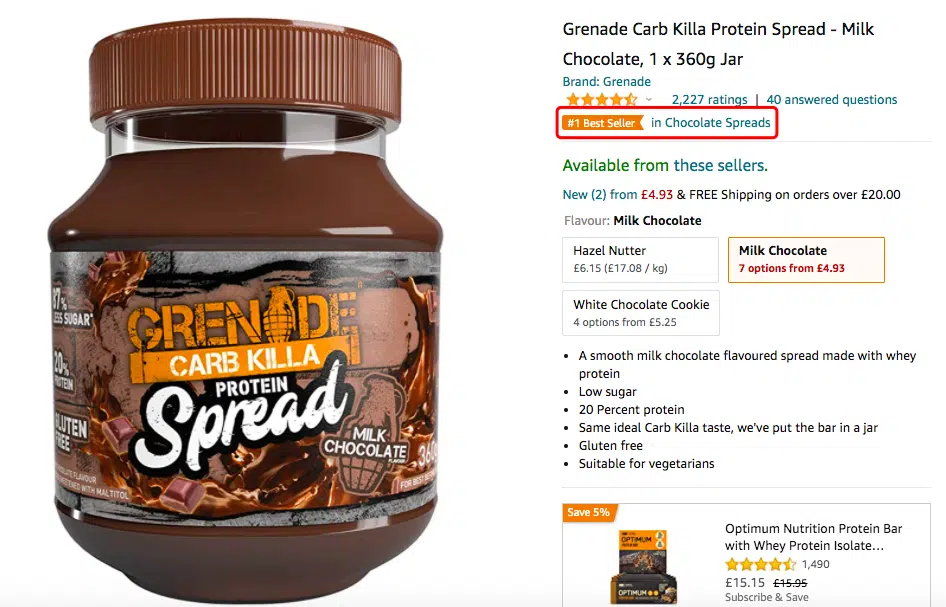 Grenade Carb Killa Protein Spread - Milk
Chocolate, 1 x 360g Jar
Brand: Grenade
2,227 ratings | 40 answered questions
#1 Best Seller in Chocolate Spreads
Available from these sellers.
New (2) from £4.93 & FREE Shipping on orders over £20.00
Flavour: Milk Chocolate
Hazel Nutter
£6.15 (£17.08 / kg)
Milk Chocolate
7 options from £4.93
White Chocolate Cookie
4 options from £5.25
• A smooth milk chocolate flavoured spread made with whey
protein
• Low sugar
• 20 Percent protein
• Same ideal Carb Killa taste, we've put the bar in a jar
• Gluten free
• Suitable for vegetarians
Save 5%
Optimum Nutrition Protein Bar
with Whey Protein Isolate...
1,490
£15.15 £15.95
Subscribe & Save
OPTIMUM
OPTIMUM
LESS SUGAR*
20%
PROTEIN
GLUTEN
FREE
GRENADE
CARB KILLA
PROTEIN
Spread
MILK
CHOCOLATE
FLAVOUR
360g
FLAVOUR
WITH MALTITOL
FOR BEST